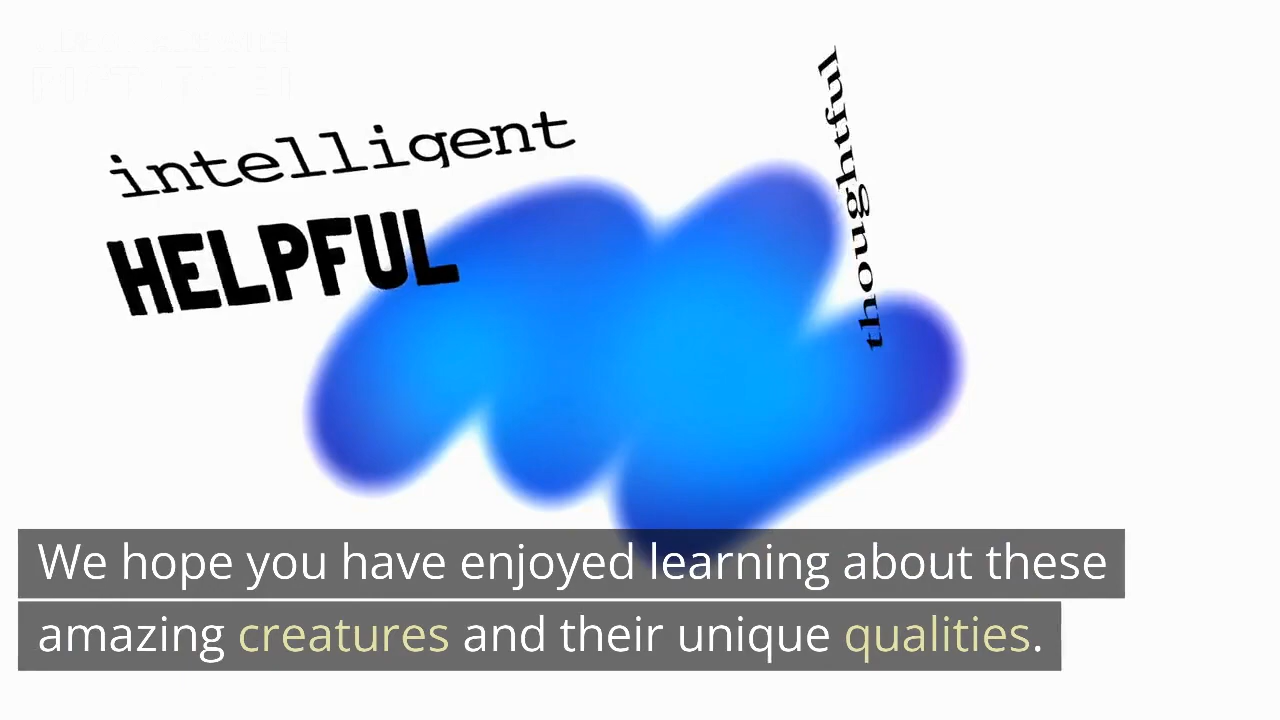 intelligent
HELPFUL
thoughtful
We hope you have enjoyed learning about these
amazing creatures and their unique qualities.